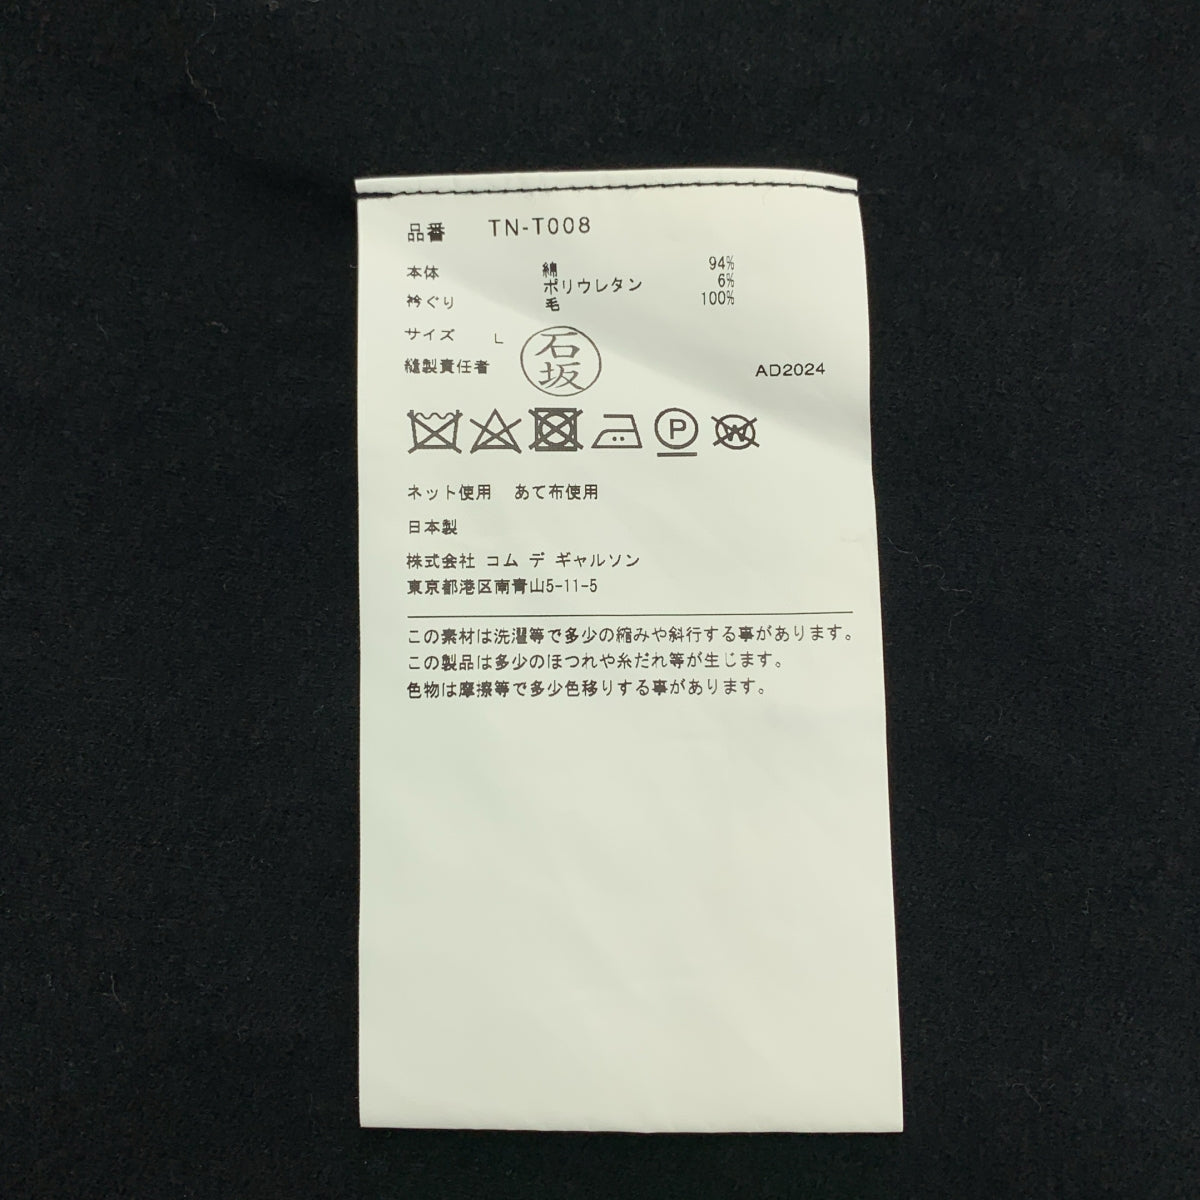 品番 TN-T008
本体 綿 94%
ポリウレタン 6%
衿ぐり 毛 100%
サイズ L
縫製責任者 石坂 AD2024
P W
ネット使用 あて布使用
日本製
株式会社 コム デ ギャルソン
東京都港区南青山5-11-5
この素材は洗濯等で多少の縮みや斜行する事があります。
この製品は多少のほつれや糸だれ等が生じます。
色物は摩擦等で多少色移りする事があります。